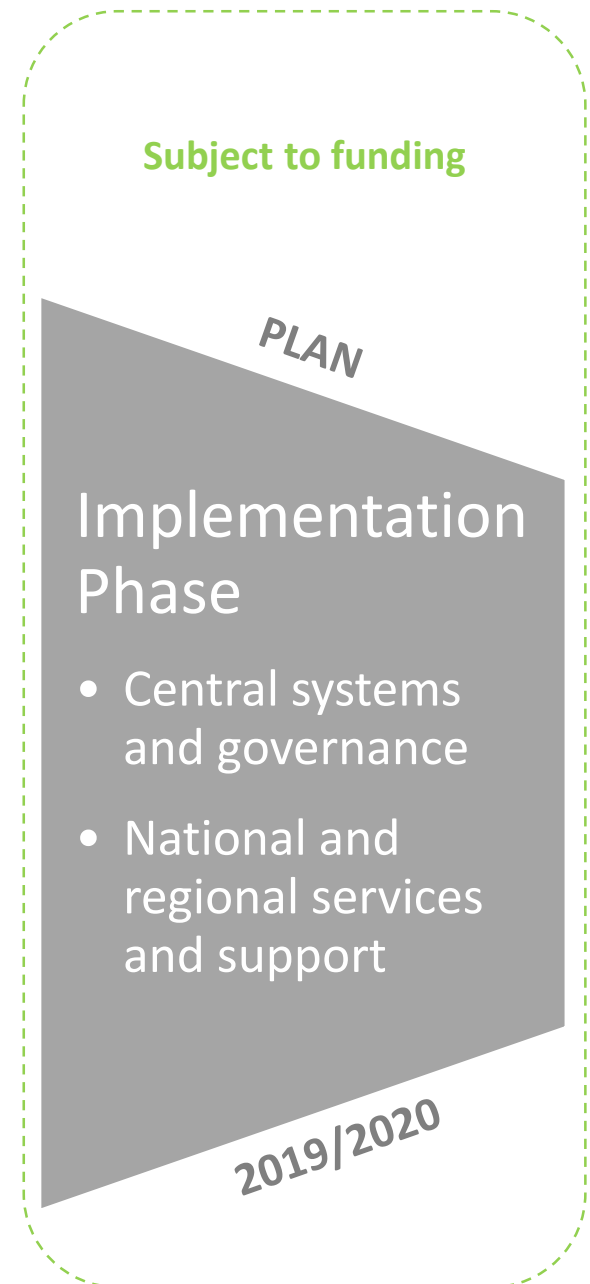 Subject to funding
PLAN
Implementation
Phase
• Central systems
and governance
• National and
regional services
and support
2019/2020